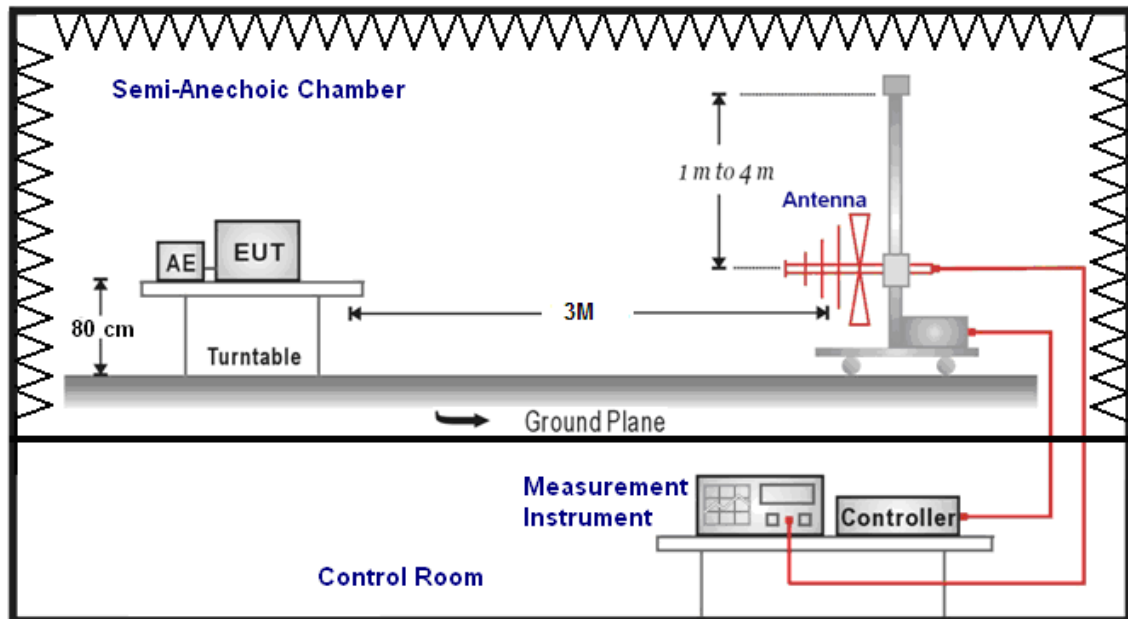 Semi-Anechoic Chamber
1 m to 4 m
Antenna
AE
EUT
80 cm
3M
Turntable
Ground Plane
Measurement
Instrument
Controller
Control Room